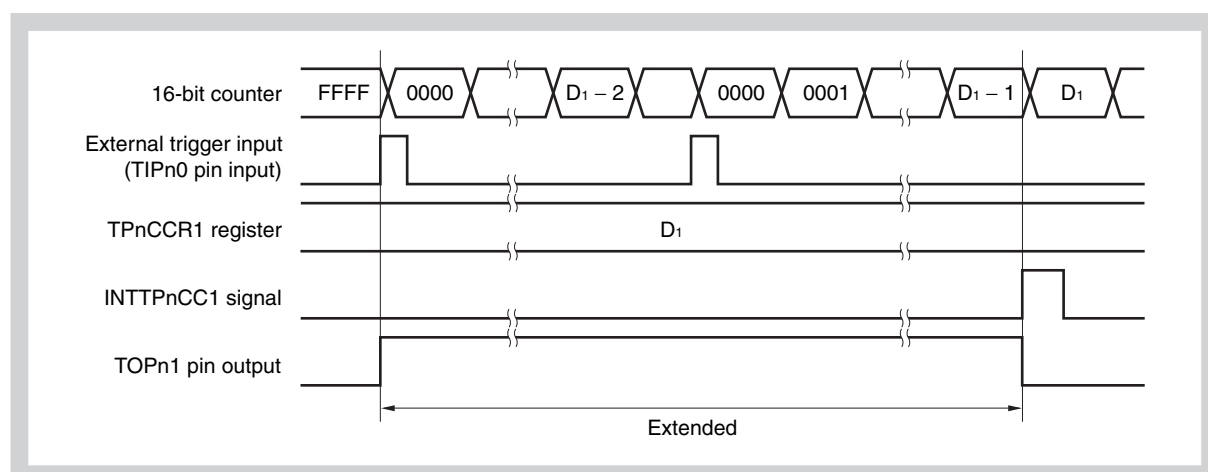 16-bit counter FFFF 0000 D1 – 2 0000 0001 D1 – 1 D1
External trigger input
(TIPn0 pin input)
TPnCCR1 register D1
INTTPnCC1 signal
TOPn1 pin output
Extended